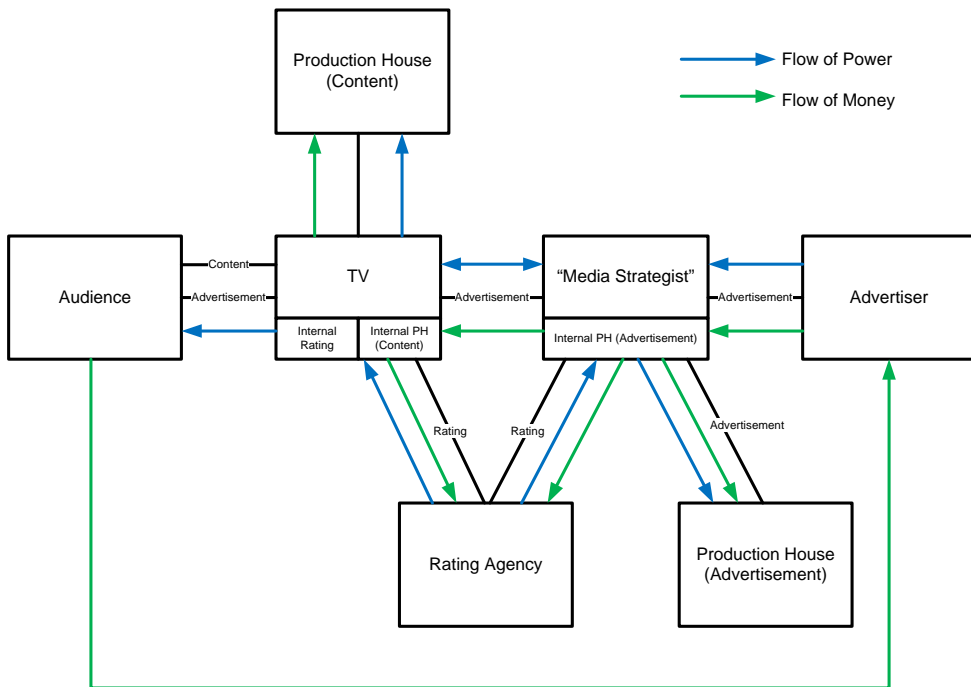 Production House
(Content)
Flow of Power
Flow of Money
Audience
Content
Advertisement
TV
Internal
Rating
Internal PH
(Content)
Advertisement
“Media Strategist”
Internal PH (Advertisement)
Advertisement
Advertiser
Rating
Rating
Advertisement
Rating Agency
Production House
(Advertisement)